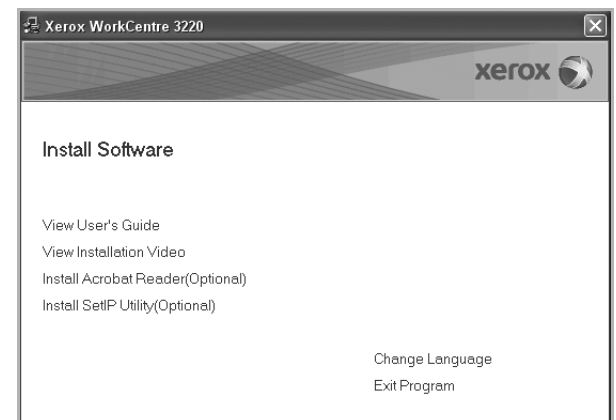 Xerox WorkCentre 3220
xerox
Install Software
View User's Guide
View Installation Video
Install Acrobat Reader(Optional)
Install SetIP Utility(Optional)
Change Language
Exit Program